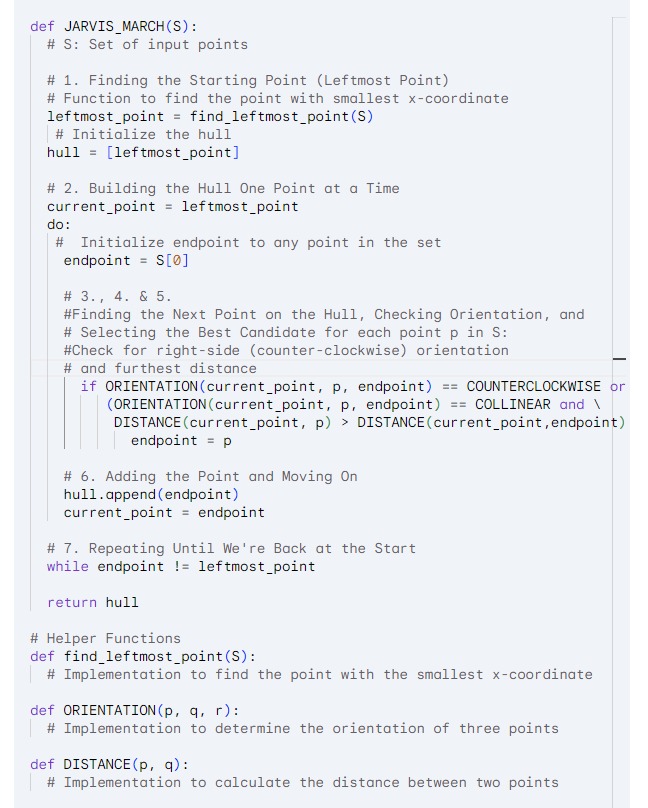 def JARVIS_MARCH(S):
# S: Set of input points
# 1. Finding the Starting Point (Leftmost Point)
# Function to find the point with smallest x-coordinate
leftmost_point = find_leftmost_point(S)
# Initialize the hull
hull = [leftmost_point]
# 2. Building the Hull One Point at a Time
current_point = leftmost_point
do:
#  Initialize endpoint to any point in the set
endpoint = S[0]
# 3., 4. & 5.
#Finding the Next Point on the Hull, Checking Orientation, and
# Selecting the Best Candidate for each point p in S:
#Check for right-side (counter-clockwise) orientation
# and furthest distance
if ORIENTATION(current_point, p, endpoint) == COUNTERCLOCKWISE or
(ORIENTATION(current_point, p, endpoint) == COLLINEAR and \
DISTANCE(current_point, p) > DISTANCE(current_point,endpoint)
endpoint = p
# 6. Adding the Point and Moving On
hull.append(endpoint)
current_point = endpoint
# 7. Repeating Until We're Back at the Start
while endpoint != leftmost_point
return hull
# Helper Functions
def find_leftmost_point(S):
# Implementation to find the point with the smallest x-coordinate
def ORIENTATION(p, q, r):
# Implementation to determine the orientation of three points
def DISTANCE(p, q):
# Implementation to calculate the distance between two points